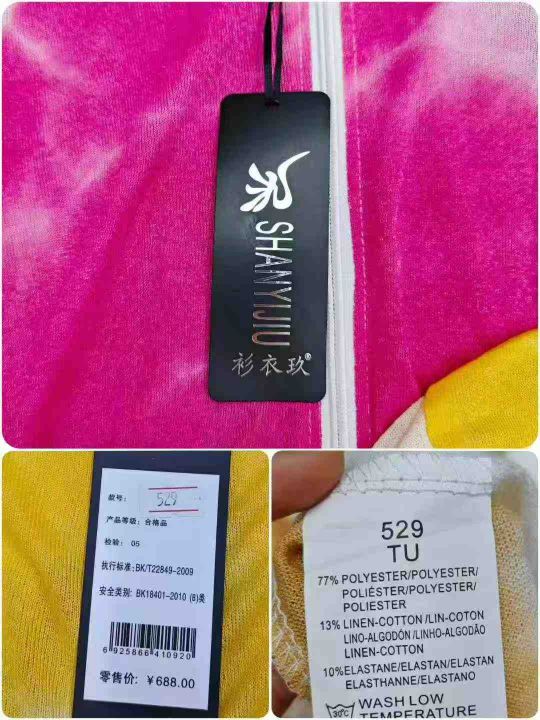 SHANYIJIU
衫衣玖®
款号: 529
产品等级: 合格品
检验: 05
执行标准:BK/T22849-2009
安全类别: BK18401-2010 (B)类
6 925866 410920
零售价: ￥688.00
529
TU
77% POLYESTER/POLYESTER/
POLIÉSTER/POLYESTER/
POLIESTER
13% LINEN-COTTON/LIN-COTON
LINO-ALGODÓN/LINHO-ALGODÃO
LINEN-COTTON
10%ELASTANE/ELASTAN/ELASTAN
ELASTHANNE/ELASTANO
30℃ WASH LOW
TEMPERATURE